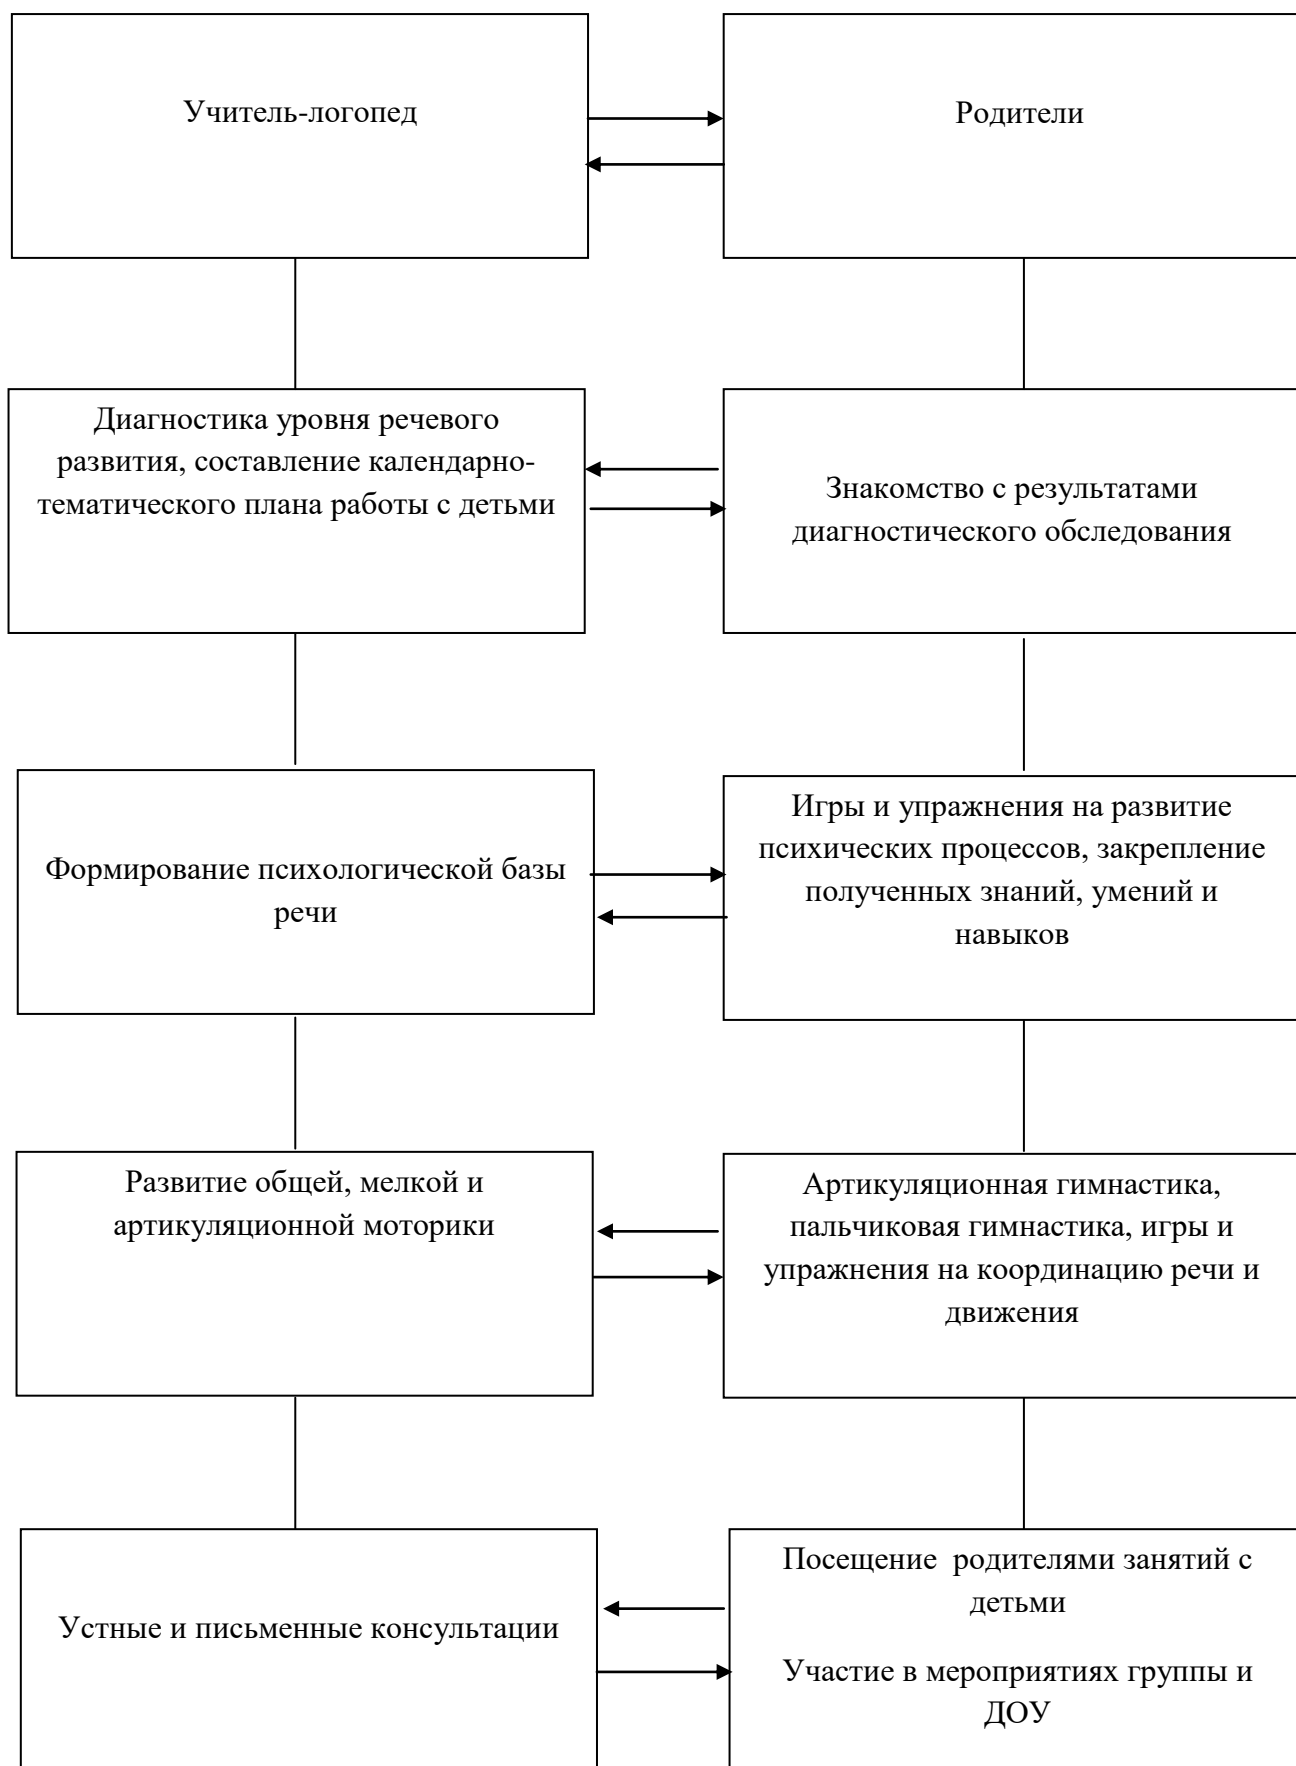 Учитель-логопед
Родители
Диагностика уровня речевого
развития, составление календарно-
тематического плана работы с детьми
Знакомство с результатами
диагностического обследования
Формирование психологической базы
речи
Игры и упражнения на развитие
психических процессов, закрепление
полученных знаний, умений и
навыков
Развитие общей, мелкой и
артикуляционной моторики
Артикуляционная гимнастика,
пальчиковая гимнастика, игры и
упражнения на координацию речи и
движения
Устные и письменные консультации
Посещение  родителями занятий с
детьми
Участие в мероприятиях группы и
ДОУ